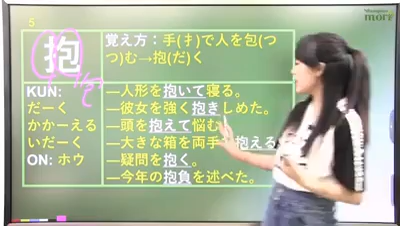 more
5
抱
覚え方：手(扌)で人を包(つ
つ)む→抱(だ)く
KUN:
だーく
かかーえる
いだーく
ON: ホウ
—人形を抱いて寝る。
—彼女を強く抱きしめた。
—頭を抱えて悩む
—大きな箱を両手で抱える
—疑問を抱く。
—今年の抱負を述べた。